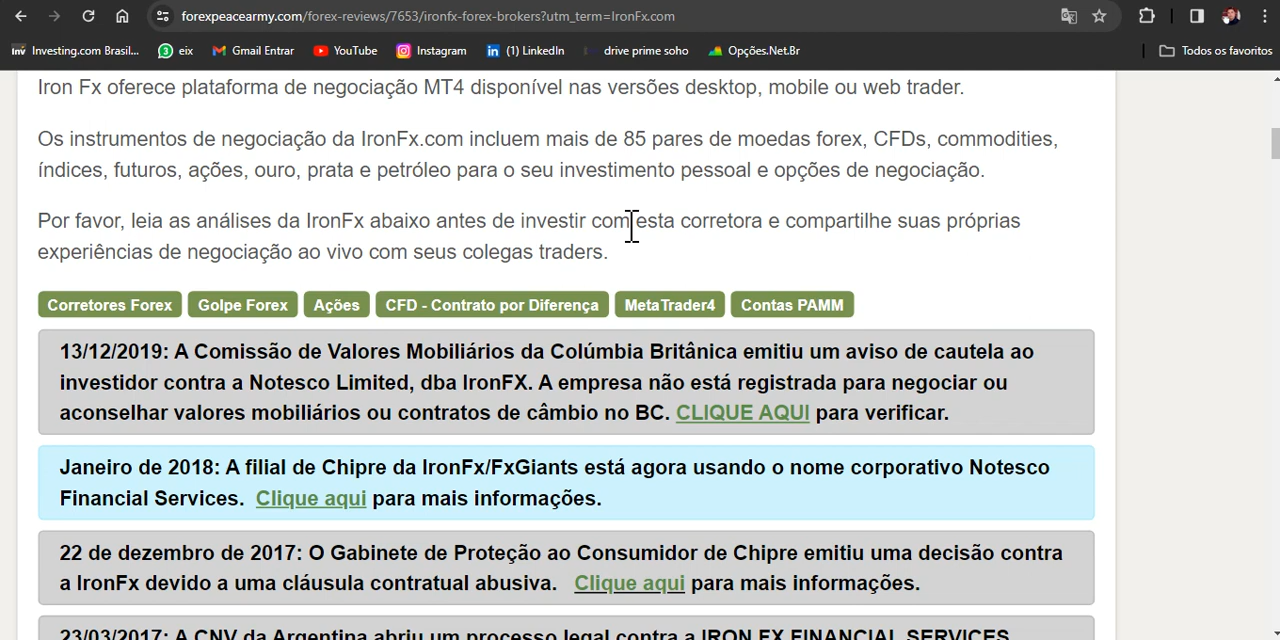 forexpeacearmy.com/forex-reviews/7653/ironfx-forex-brokers?utm_term=IronFx.com
Investing.com Brasil... eix Gmail Entrar YouTube Instagram (1) LinkedIn drive prime soho Opções.Net.Br Todos os favoritos
Iron Fx oferece plataforma de negociação MT4 disponível nas versões desktop, mobile ou web trader.
Os instrumentos de negociação da IronFx.com incluem mais de 85 pares de moedas forex, CFDs, commodities,
índices, futuros, ações, ouro, prata e petróleo para o seu investimento pessoal e opções de negociação.
Por favor, leia as análises da IronFx abaixo antes de investir com esta corretora e compartilhe suas próprias
experiências de negociação ao vivo com seus colegas traders.
Corretores Forex Golpe Forex Ações CFD - Contrato por Diferença MetaTrader4 Contas PAMM
13/12/2019: A Comissão de Valores Mobiliários da Colúmbia Britânica emitiu um aviso de cautela ao
investidor contra a Notesco Limited, dba IronFX. A empresa não está registrada para negociar ou
aconselhar valores mobiliários ou contratos de câmbio no BC. CLIQUE AQUI para verificar.
Janeiro de 2018: A filial de Chipre da IronFx/FxGiants está agora usando o nome corporativo Notesco
Financial Services. Clique aqui para mais informações.
22 de dezembro de 2017: O Gabinete de Proteção ao Consumidor de Chipre emitiu uma decisão contra
a IronFx devido a uma cláusula contratual abusiva. Clique aqui para mais informações.
23/03/2017: A CNV da Argentina abriu um processo legal contra a IRON FX FINANCIAL SERVICES